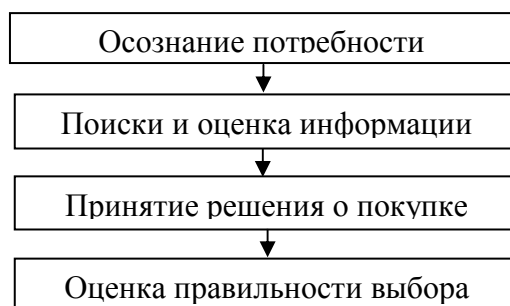 Осознание потребности
Поиски и оценка информации
Принятие решения о покупке
Оценка правильности выбора